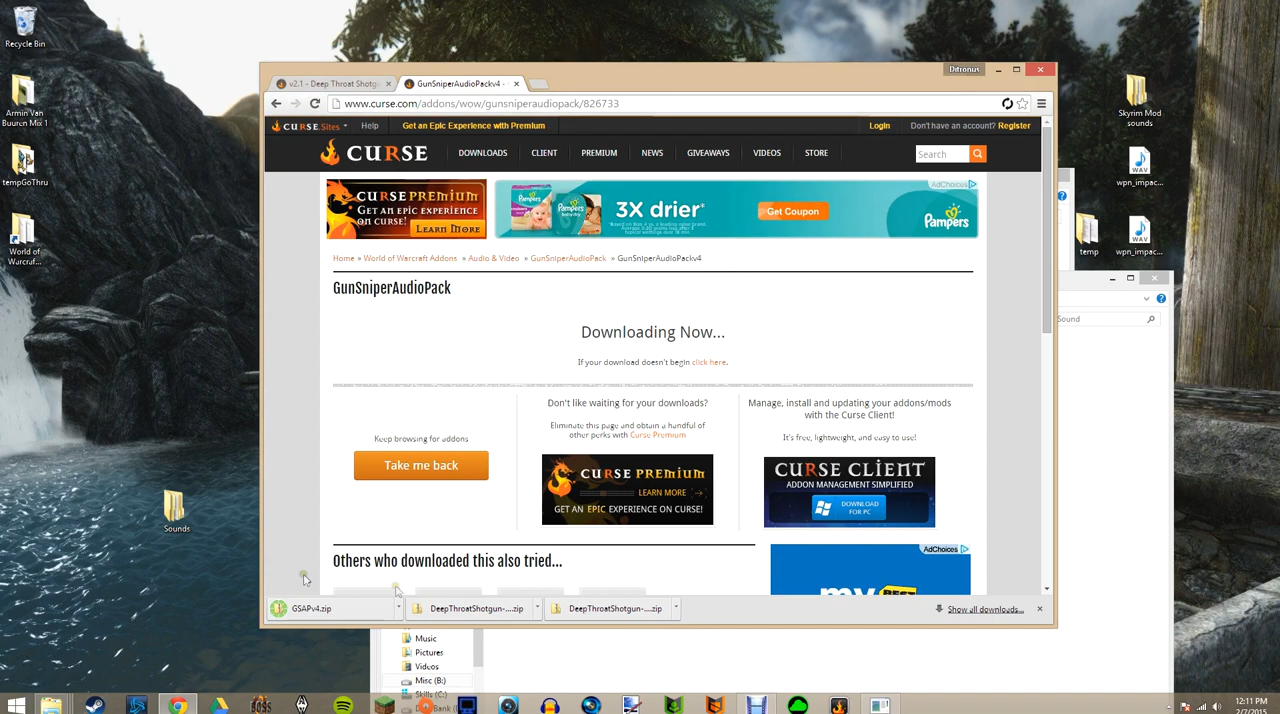 Recycle Bin
Armin Van
Buuren Mix 1
tempGoThru
World of
Warcraf...
Sounds
Skyrim Mod
sounds
wpn_impac...
temp
wpn_impac...
Ditronus
v2.1 - Deep Throat Shotgu
GunSniperAudioPackv4 -
www.curse.com/addons/wow/gunsniperaudiopack/826733
CURSE.Sites
Help
Get an Epic Experience with Premium
Login
Don't have an account? Register
CURSE
DOWNLOADS
CLIENT
PREMIUM
NEWS
GIVEAWAYS
VIDEOS
STORE
Search
CURSE PREMIUM
GET AN EPIC EXPERIENCE
ON CURSE!
LEARN MORE
3X drier*
Get Coupon
AdChoices
Pampers
Home » World of Warcraft Addons » Audio & Video » GunSniperAudioPack » GunSniperAudioPackv4
GunSniperAudioPack
Downloading Now...
If your download doesn't begin click here.
Keep browsing for addons
Take me back
Don't like waiting for your downloads?
Eliminate this page and obtain a handful of
other perks with Curse Premium
CURSE PREMIUM
LEARN MORE
GET AN EPIC EXPERIENCE ON CURSE!
Manage, install and updating your addons/mods
with the Curse Client!
It's free, lightweight, and easy to use!
CURSE CLIENT
ADDON MANAGEMENT SIMPLIFIED
DOWNLOAD
FOR PC
Others who downloaded this also tried...
AdChoices
my
BEST
GSAPv4.zip
DeepThroatShotgun-....zip
DeepThroatShotgun-....zip
Show all downloads...
Sound
Music
Pictures
Videos
Misc (B:)
Skills (C:)
BOSS
12:11 PM
2/7/2015